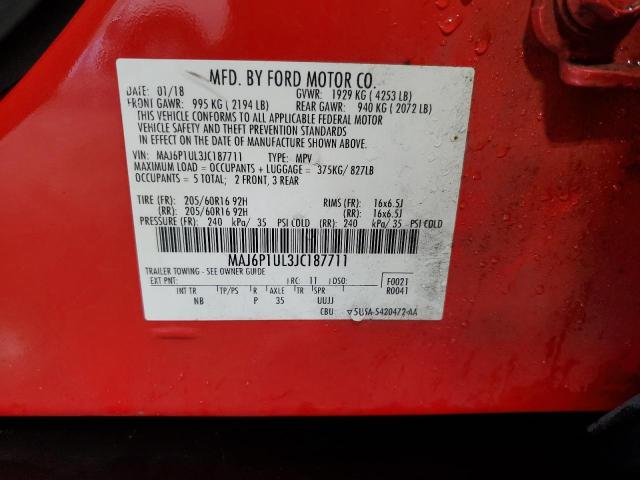 MFD. BY FORD MOTOR CO.
DATE: 01/18 GVWR: 1929 KG ( 4253 LB)
FRONT GAWR: 995 KG ( 2194 LB) REAR GAWR: 940 KG ( 2072 LB)
THIS VEHICLE CONFORMS TO ALL APPLICABLE FEDERAL MOTOR
VEHICLE SAFETY AND THEFT PREVENTION STANDARDS
IN EFFECT ON THE DATE OF MANUFACTURE SHOWN ABOVE.
VIN: MAJ6P1UL3JC187711 TYPE: MPV
MAXIMUM LOAD = OCCUPANTS + LUGGAGE = 375KG/ 827LB
OCCUPANTS = 5 TOTAL; 2 FRONT, 3 REAR
TIRE (FR): 205/60R16 92H RIMS (FR): 16x6.5J
(RR): 205/60R16 92H (RR): 16x6.5J
PRESSURE (FR): 240 kPa/ 35 PSI COLD (RR): 240 kPa/ 35 PSI COLD
MAJ6P1UL3JC187711
TRAILER TOWING - SEE OWNER GUIDE
EXT PNT: RC: 11 DSO: F0021
R0041
INT TR TP/PS R AXLE TR SPR
NB P 35 UUJJ
CBU ▽5USA-5420472-AA